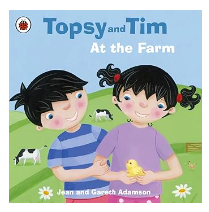 Topsy and Tim
At the Farm
Jean and Gareth Adamson